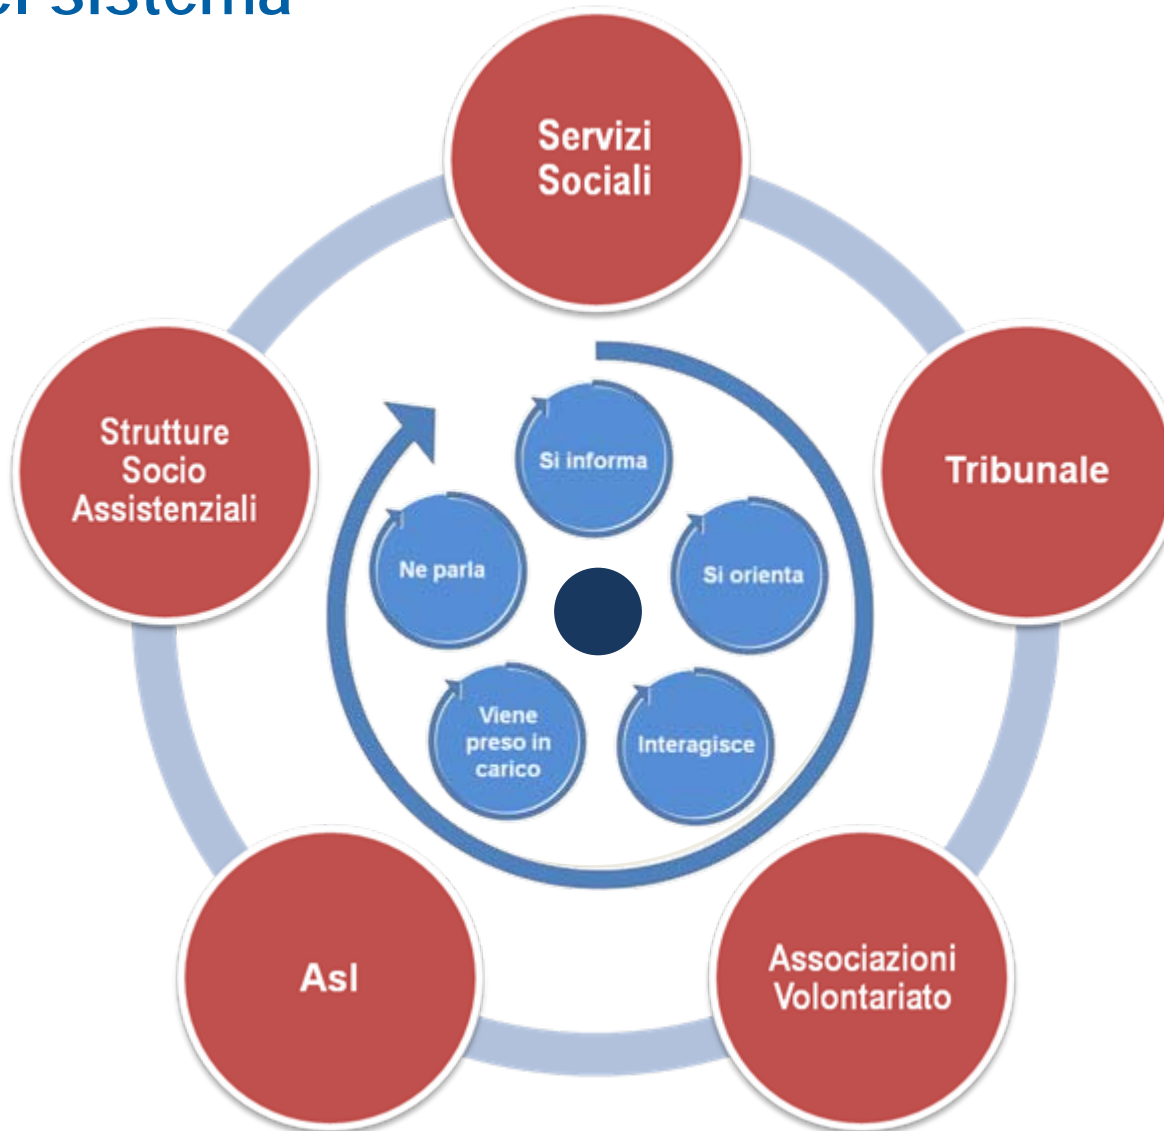 sistema
Servizi
Sociali
Strutture
Socio
Assistenziali
Tribunale
Si informa
Ne parla
Si orienta
Viene
preso in
carico
Interagisce
Asl
Associazioni
Volontariato